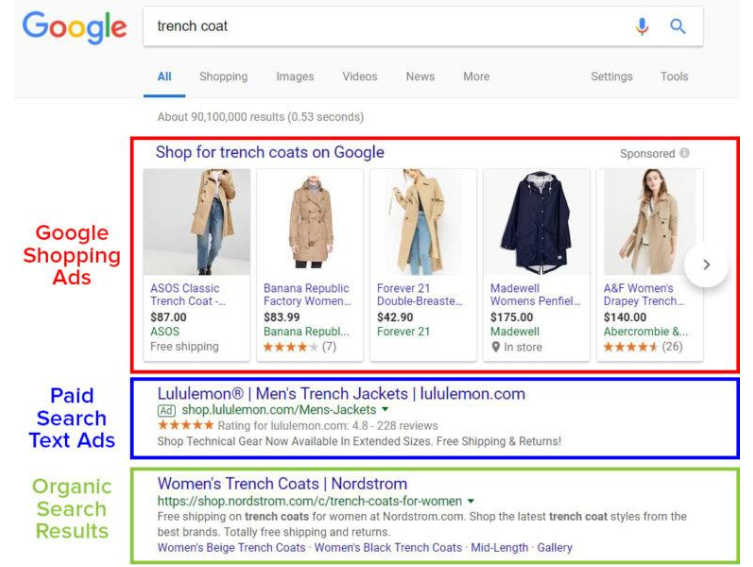 Google
trench coat
All Shopping Images Videos News More Settings Tools
About 90,100,000 results (0.53 seconds)
Google
Shopping
Ads
Shop for trench coats on Google
Sponsored
ASOS Classic
Trench Coat -...
$87.00
ASOS
Free shipping
Banana Republic
Factory Women...
$83.99
Banana Republ...
(7)
Forever 21
Double-Breaste...
$42.90
Forever 21
Madewell
Womens Penfiel...
$175.00
Madewell
In store
A&F Women's
Drapey Trench...
$140.00
Abercrombie &...
(26)
Paid
Search
Text Ads
Lululemon® | Men's Trench Jackets | lululemon.com
Ad shop.lululemon.com/Mens-Jackets
Rating for lululemon.com: 4.8 - 228 reviews
Shop Technical Gear Now Available In Extended Sizes. Free Shipping & Returns!
Organic
Search
Results
Women's Trench Coats | Nordstrom
https://shop.nordstrom.com/c/trench-coats-for-women
Free shipping on trench coats for women at Nordstrom.com. Shop the latest trench coat styles from the
best brands. Totally free shipping and returns.
Women's Beige Trench Coats · Women's Black Trench Coats · Mid-Length · Gallery